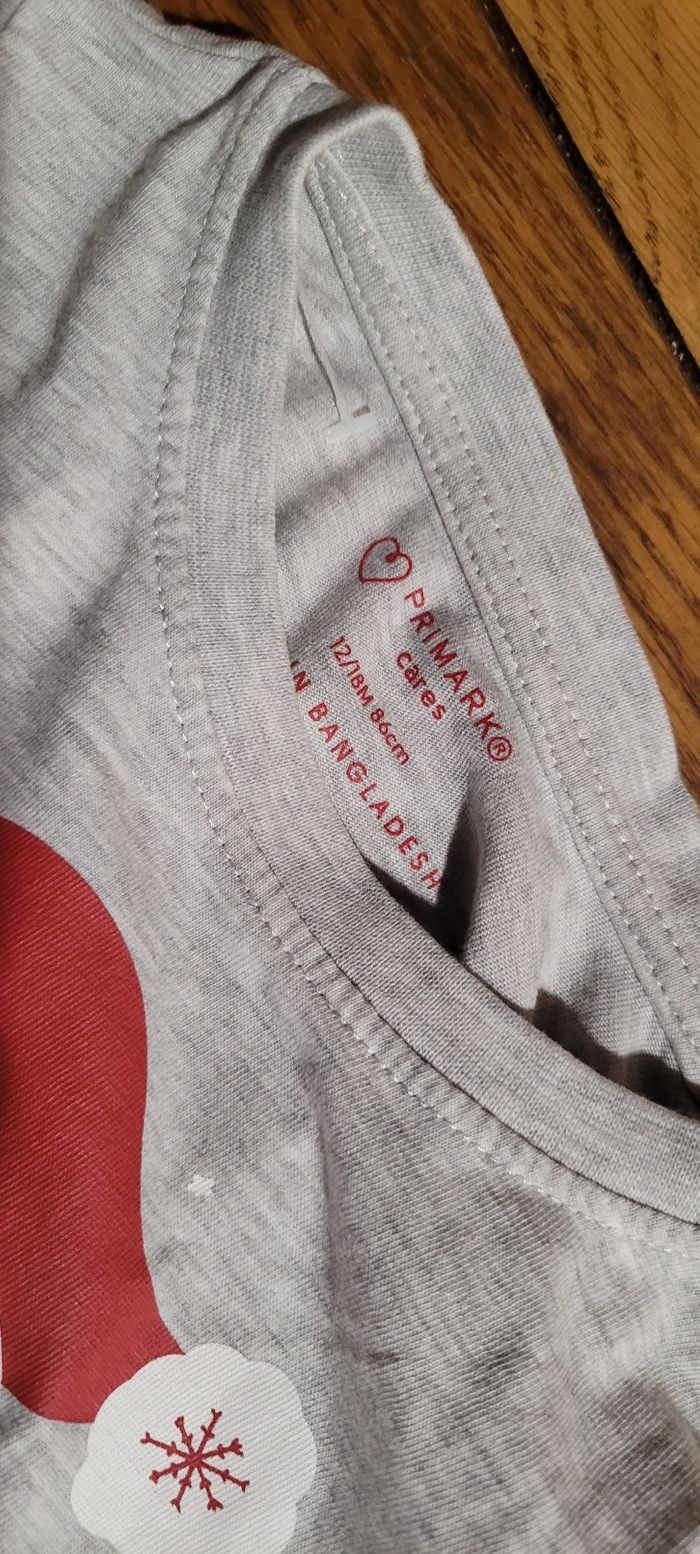 PRIMARK®
cares
12/18M 86cm
IN BANGLADESH